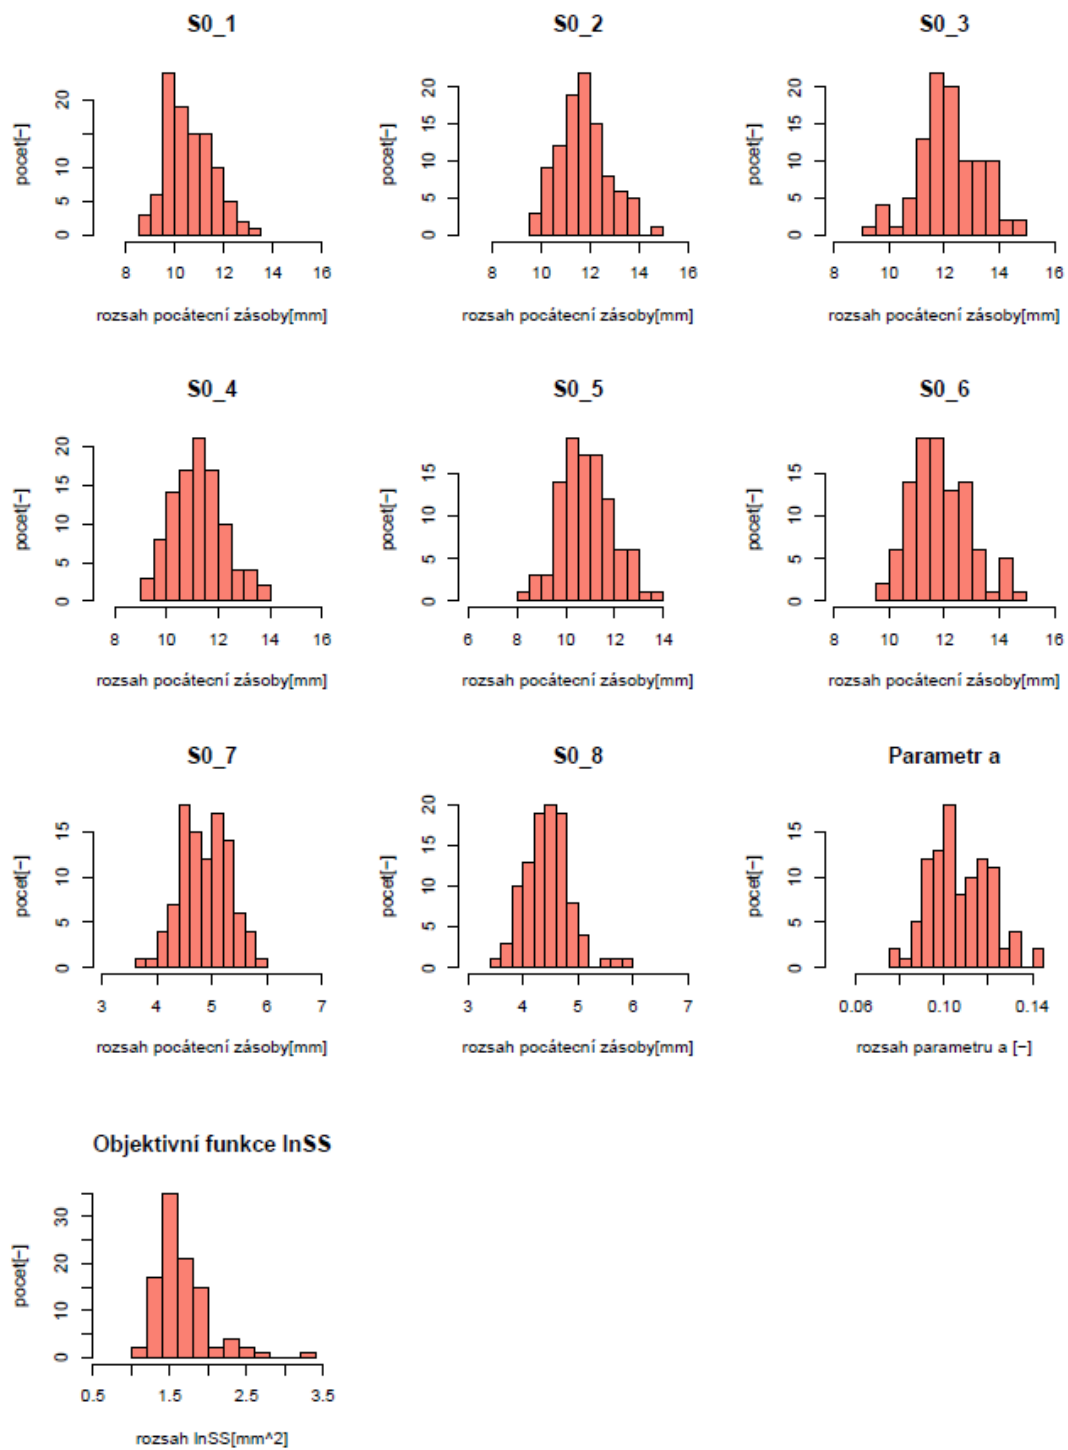 S0_1 S0_2 S0_3
pocet[−] 0 5 10 20
8 10 12 14 16
rozsah pocátecní zásoby[mm]
pocet[−] 0 5 10 15 20
8 10 12 14 16
rozsah pocátecní zásoby[mm]
pocet[−] 0 5 10 15 20
8 10 12 14 16
rozsah pocátecní zásoby[mm]
S0_4 S0_5 S0_6
pocet[−] 0 5 10 15 20
8 10 12 14 16
rozsah pocátecní zásoby[mm]
pocet[−] 0 5 10 15
6 8 10 12 14
rozsah pocátecní zásoby[mm]
pocet[−] 0 5 10 15
8 10 12 14 16
rozsah pocátecní zásoby[mm]
S0_7 S0_8 Parametr a
pocet[−] 0 5 10 15
3 4 5 6 7
rozsah pocátecní zásoby[mm]
pocet[−] 0 5 10 15 20
3 4 5 6 7
rozsah pocátecní zásoby[mm]
pocet[−] 0 5 10 15
0.06 0.10 0.14
rozsah parametru a [−]
Objektivní funkce lnSS
pocet[−] 0 10 20 30
0.5 1.5 2.5 3.5
rozsah lnSS[mm^2]